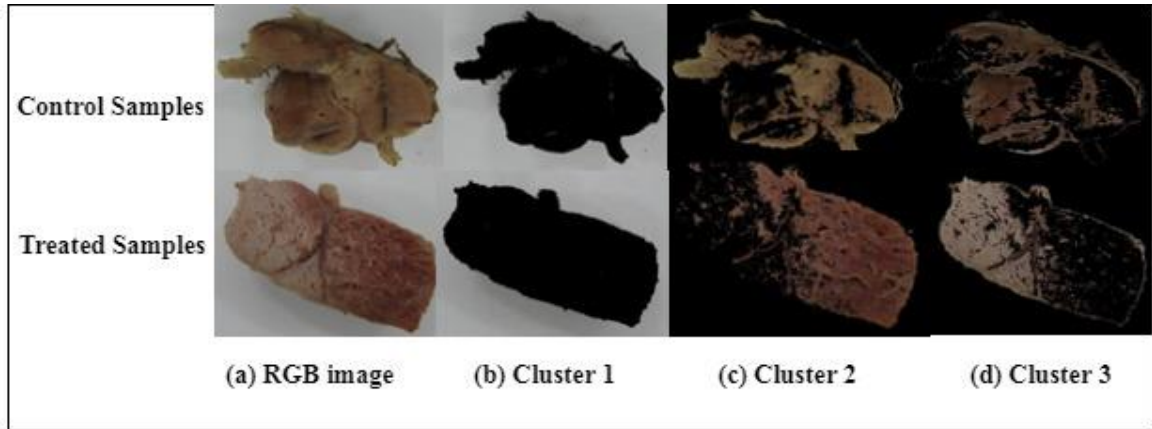 Control Samples
Treated Samples
(a) RGB image
(b) Cluster 1
(c) Cluster 2
(d) Cluster 3